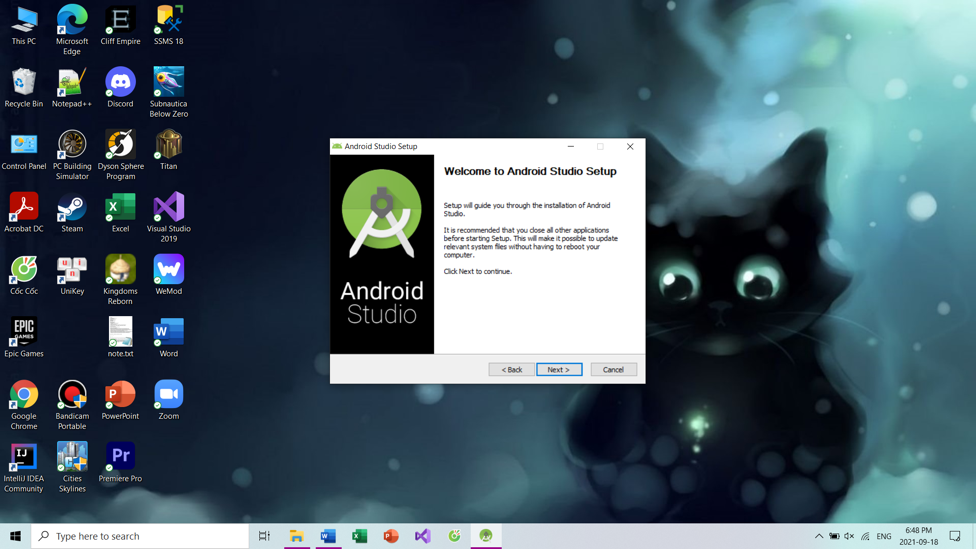 This PC
Microsoft
Edge
Cliff Empire
SSMS 18
Recycle Bin
Notepad++
Discord
Subnautica
Below Zero
Control Panel
PC Building
Simulator
Dyson Sphere
Program
Titan
Acrobat DC
Steam
Excel
Visual Studio
2019
Cốc Cốc
UniKey
Kingdoms
Reborn
WeMod
EPIC
GAMES
Epic Games
note.txt
Word
Google
Chrome
Bandicam
Portable
PowerPoint
Zoom
IntelliJ IDEA
Community
Cities
Skylines
Premiere Pro
Android Studio Setup
Android
Studio
Welcome to Android Studio Setup
Setup will guide you through the installation of Android
Studio.
It is recommended that you close all other applications
before starting Setup. This will make it possible to update
relevant system files without having to reboot your
computer.
Click Next to continue.
< Back
Next >
Cancel
Type here to search
ENG
6:48 PM
2021-09-18